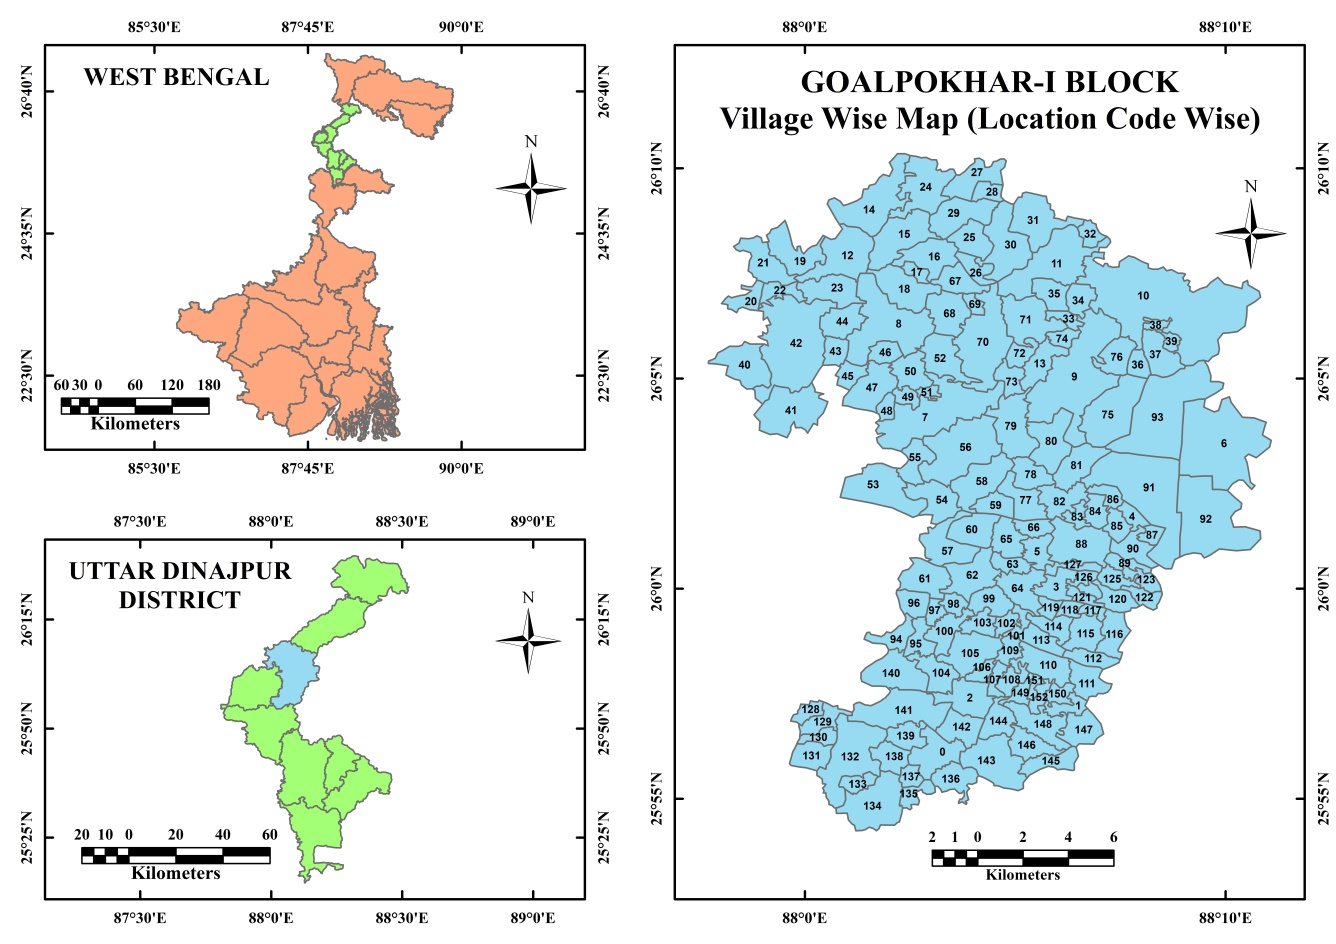 85°30'E 87°45'E 90°0'E
WEST BENGAL
26°40'N 26°40'N
N
24°35'N 24°35'N
22°30'N 22°30'N
60 30 0 60 120 180
Kilometers
85°30'E 87°45'E 90°0'E
87°30'E 88°0'E 88°30'E 89°0'E
UTTAR DINAJPUR
DISTRICT
26°15'N 26°15'N
N
25°50'N 25°50'N
25°25'N 25°25'N
20 10 0 20 40 60
Kilometers
87°30'E 88°0'E 88°30'E 89°0'E
88°0'E 88°10'E
GOALPOKHAR-I BLOCK
Village Wise Map (Location Code Wise)
26°10'N 26°10'N
N
27
24 28
14 29 31
15 25 30 32
21 19 12 16 11
17 67 26
20 22 23 18 69 35 34 10
44 8 68 71 33 38
42 43 46 52 70 72 74 76 37 39
40 45 50 13 36
26°5'N 26°5'N
47 49 51 73 9
41 48 7 75 93
79 80 6
55 56 81
53 58 78 91
54 59 77 82 86
83 84 4 92
60 65 66 85 87
57 5 88 90
63 127 89
61 62 64 3 126 125 123
26°0'N 26°0'N
96 97 98 99 121 120 122
119 118 117
100 103 102 114
94 95 101 113 115 116
105 109 112
140 104 106 110
107 108 151 111
2 149 152 150
128 141 1
129 142 144 148 147
130 139 146
131 132 138 0 143 145
133 137 136
135
134
25°55'N 25°55'N
2 1 0 2 4 6
Kilometers
88°0'E 88°10'E